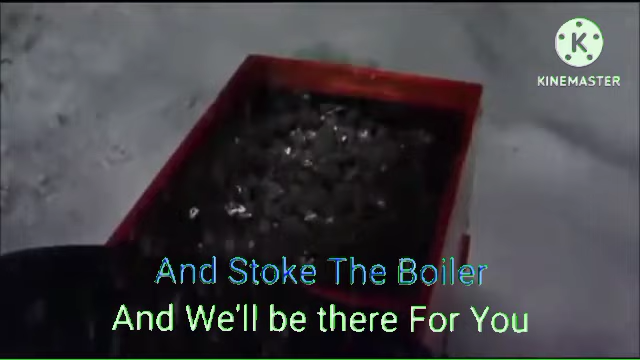 K
KINEMASTER
And Stoke The Boiler
And We'll be there For You